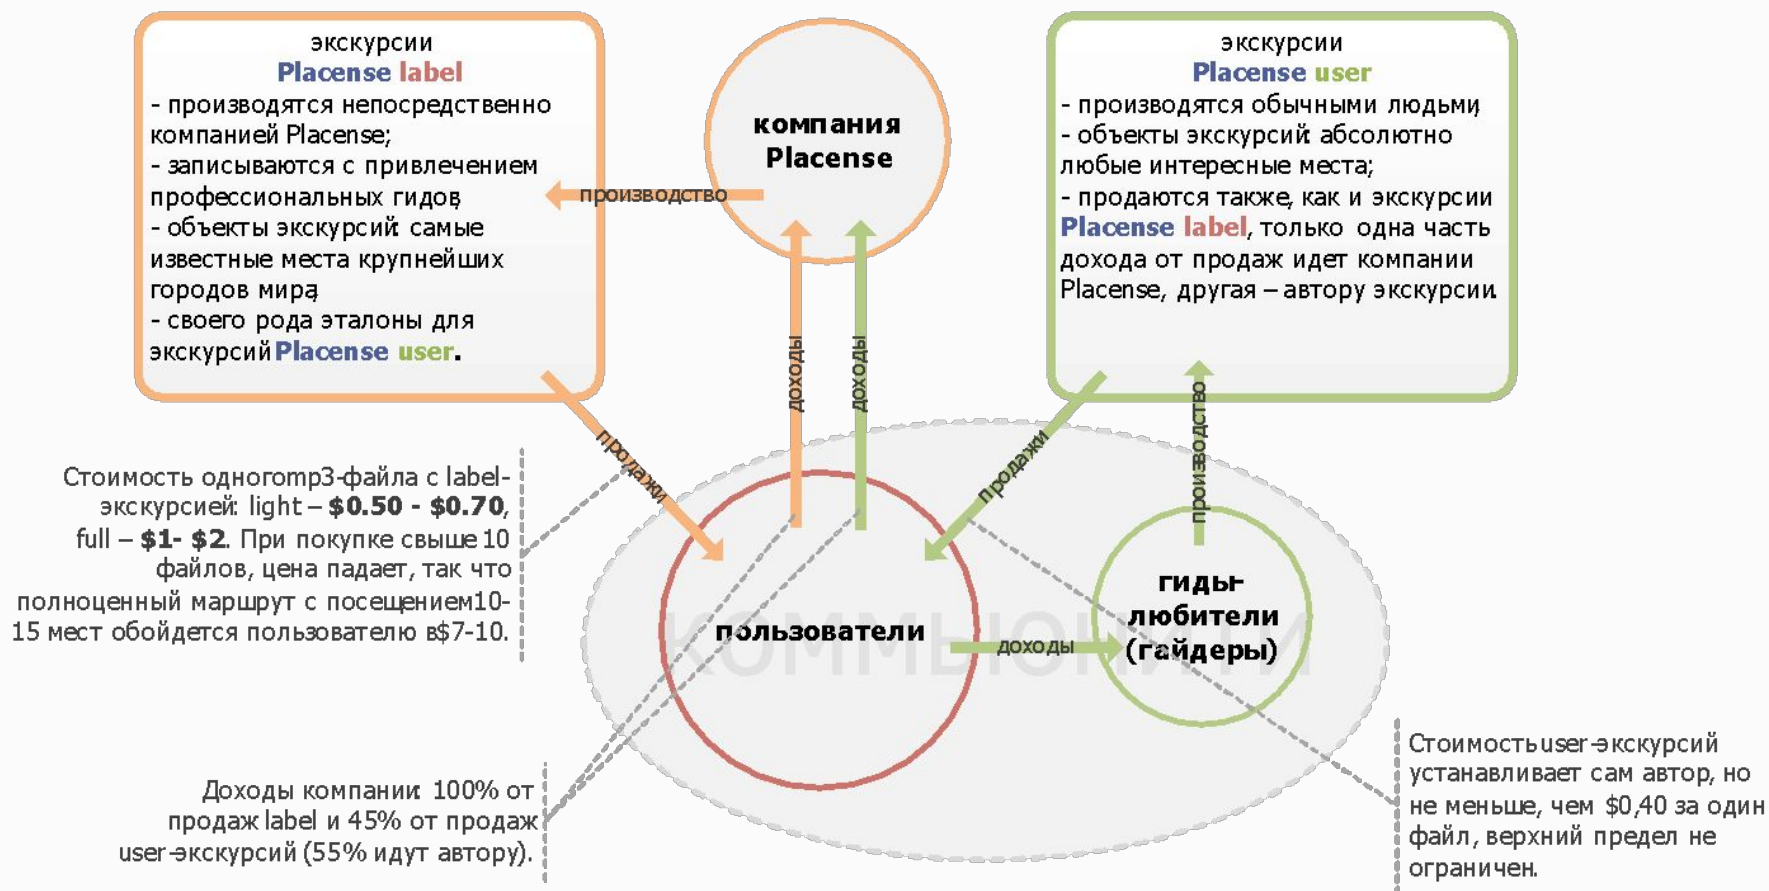 экскурсии
Placense label
- производятся непосредственно
компанией Placense;
- записываются с привлечением
профессиональных гидов;
- объекты экскурсий: самые
известные места крупнейших
городов мира;
- своего рода эталоны для
экскурсий Placense user.
компания
Placense
экскурсии
Placense user
- производятся обычными людьми;
- объекты экскурсий: абсолютно
любые интересные места;
- продаются также, как и экскурсии
Placense label, только одна часть
дохода от продаж идет компании
Placense, другая – автору экскурсии.
производство
доходы
доходы
производство
продажи
продажи
Стоимость одного mp3-файла с label-
экскурсией: light – $0.50 - $0.70,
full – $1- $2. При покупке свыше 10
файлов, цена падает, так что
полноценный маршрут с посещением 10-
15 мест обойдется пользователю в $7-10.
КОММЬЮНИТИ
пользователи
доходы
гиды-
любители
(гайдеры)
Доходы компании: 100% от
продаж label и 45% от продаж
user-экскурсий (55% идут автору).
Стоимость user-экскурсий
устанавливает сам автор, но
не меньше, чем $0,40 за один
файл, верхний предел не
ограничен.